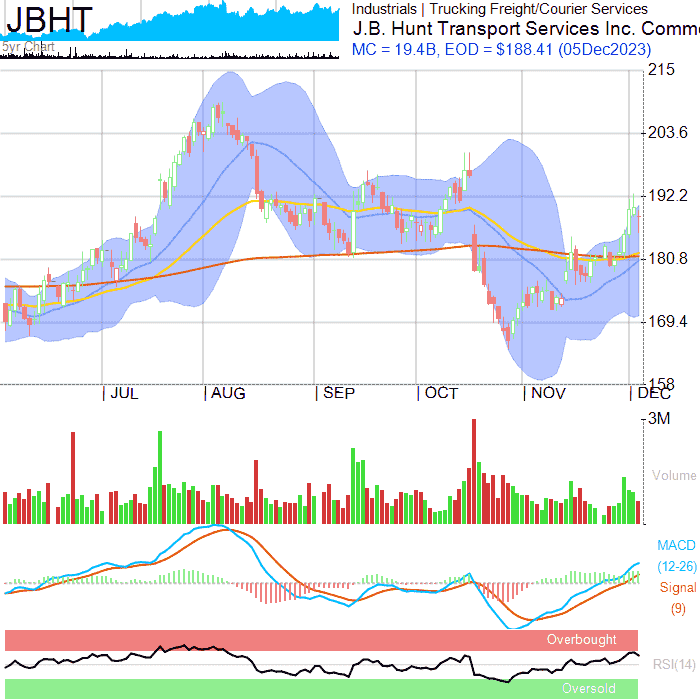 JBHT
5yr Chart
Industrials | Trucking Freight/Courier Services
J.B. Hunt Transport Services Inc. Comm
MC = 19.4B, EOD = $188.41 (05Dec2023)
215
203.6
192.2
180.8
169.4
158
JUL AUG SEP OCT NOV DEC
3M
Volume
MACD
(12-26)
Signal
(9)
Overbought
RSI(14)
Oversold